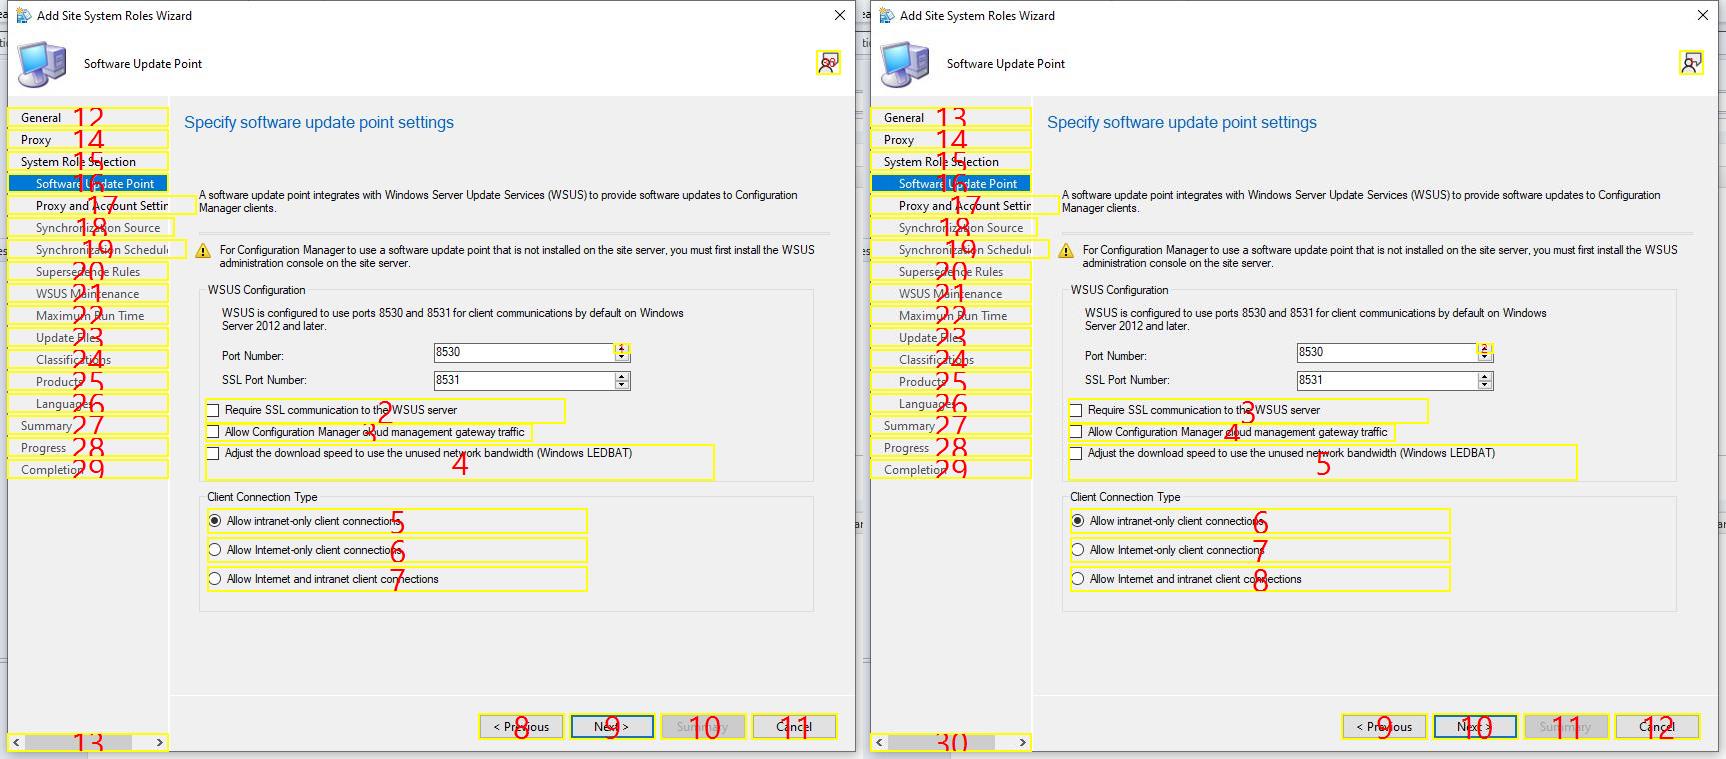 Add Site System Roles Wizard
Software Update Point
30
General 12
Proxy 14
System Role Selection 15
Software Update Point 16
Proxy and Account Settin 17
Synchronization Source 18
Synchronization Schedule 19
Supersedence Rules 20
WSUS Maintenance 21
Maximum Run Time 22
Update Files 23
Classifications 24
Products 25
Languages 26
Summary 27
Progress 28
Completion 29
13
Specify software update point settings
A software update point integrates with Windows Server Update Services (WSUS) to provide software updates to Configuration
Manager clients.
For Configuration Manager to use a software update point that is not installed on the site server, you must first install the WSUS
administration console on the site server.
WSUS Configuration
WSUS is configured to use ports 8530 and 8531 for client communications by default on Windows
Server 2012 and later.
Port Number: 8530 1
SSL Port Number: 8531
Require SSL communication to the WSUS server 2
Allow Configuration Manager cloud management gateway traffic 3
Adjust the download speed to use the unused network bandwidth (Windows LEDBAT) 4
Client Connection Type
Allow intranet-only client connections 5
Allow Internet-only client connections 6
Allow Internet and intranet client connections 7
< Previous 8
Next > 9
Summary 10
Cancel 11
Add Site System Roles Wizard
Software Update Point
1
General 13
Proxy 14
System Role Selection 15
Software Update Point 16
Proxy and Account Settin 17
Synchronization Source 18
Synchronization Schedule 19
Supersedence Rules 20
WSUS Maintenance 21
Maximum Run Time 22
Update Files 23
Classifications 24
Products 25
Languages 26
Summary 27
Progress 28
Completion 29
30
Specify software update point settings
A software update point integrates with Windows Server Update Services (WSUS) to provide software updates to Configuration
Manager clients.
For Configuration Manager to use a software update point that is not installed on the site server, you must first install the WSUS
administration console on the site server.
WSUS Configuration
WSUS is configured to use ports 8530 and 8531 for client communications by default on Windows
Server 2012 and later.
Port Number: 8530 2
SSL Port Number: 8531
Require SSL communication to the WSUS server 3
Allow Configuration Manager cloud management gateway traffic 4
Adjust the download speed to use the unused network bandwidth (Windows LEDBAT) 5
Client Connection Type
Allow intranet-only client connections 6
Allow Internet-only client connections 7
Allow Internet and intranet client connections 8
< Previous 9
Next > 10
Summary 11
Cancel 12